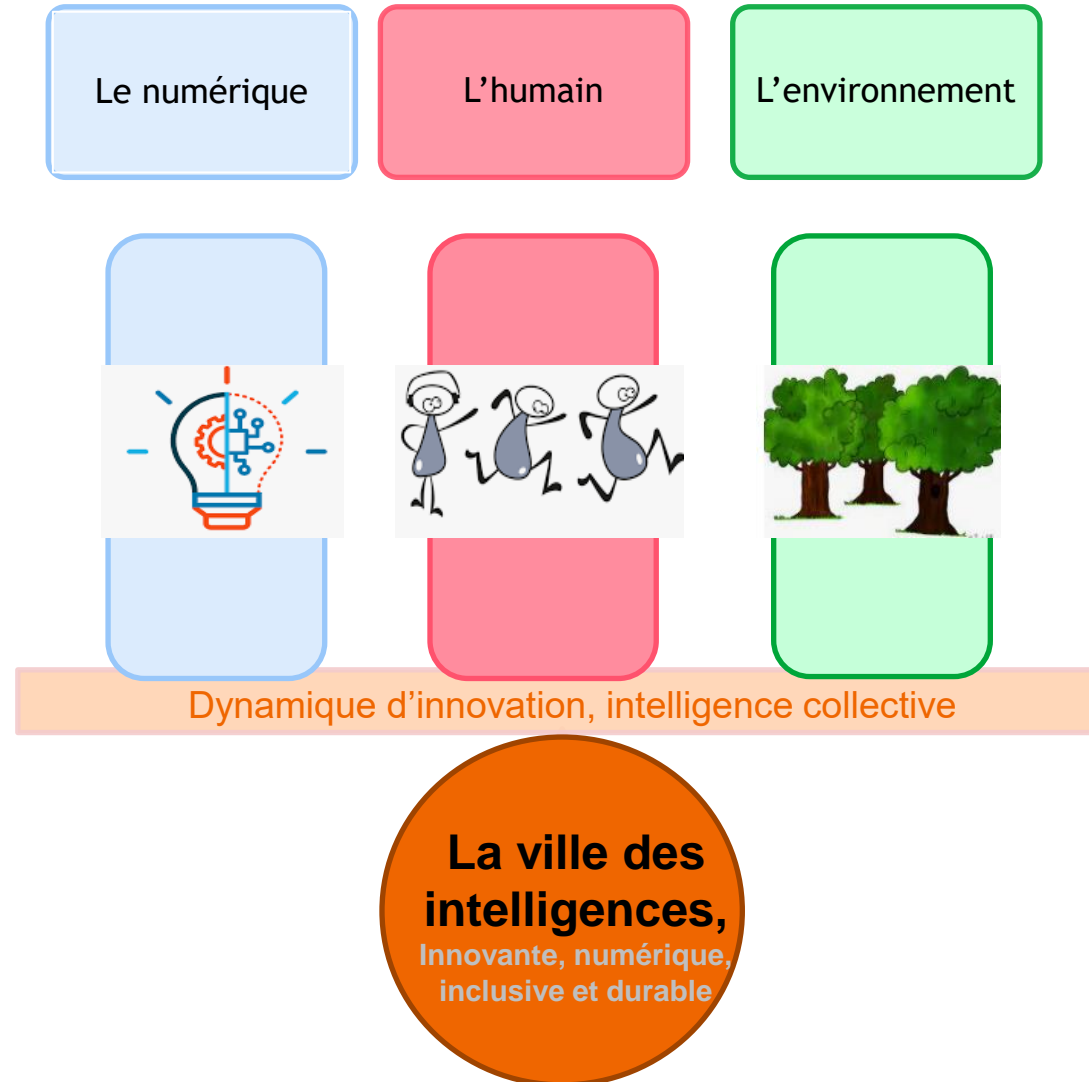 Le numérique
L’humain
L’environnement
Dynamique d’innovation, intelligence collective
La ville des
intelligences,
Innovante, numérique,
inclusive et durable